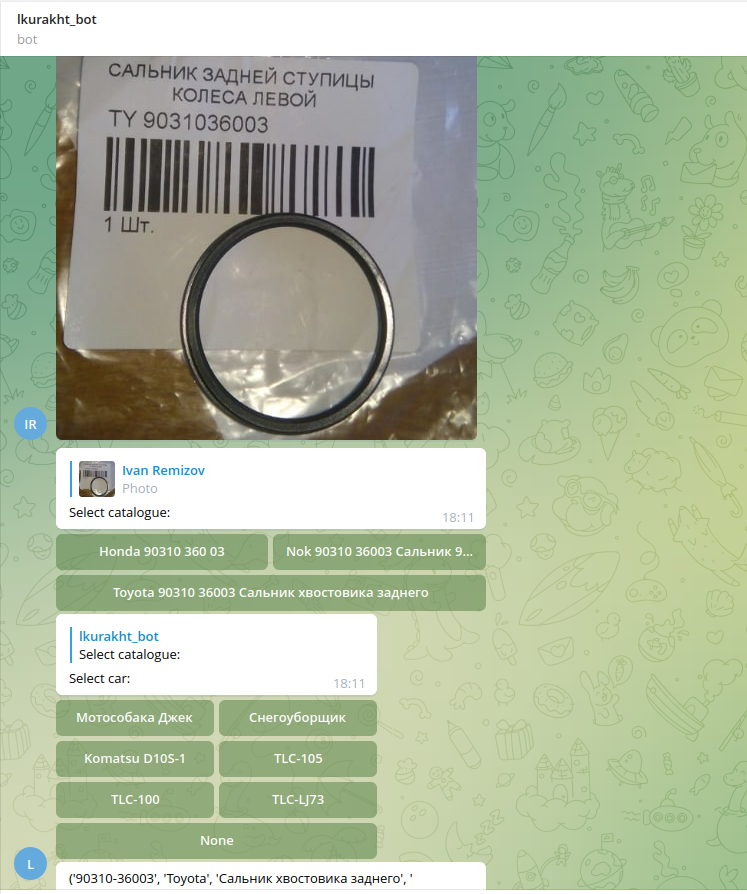 lkurakht_bot
bot
САЛЬНИК ЗАДНЕЙ СТУПИЦЫ
КОЛЕСА ЛЕВОЙ
TY 9031036003
1 Шт.
IR
Ivan Remizov
Photo
Select catalogue:
18:11
Honda 90310 360 03
Nok 90310 36003 Сальник 9...
Toyota 90310 36003 Сальник хвостовика заднего
lkurakht_bot
Select catalogue:
Select car:
18:11
Мотособака Джек
Снегоуборщик
Komatsu D10S-1
TLC-105
TLC-100
TLC-LJ73
None
L
('90310-36003', 'Toyota', 'Сальник хвостовика заднего', '